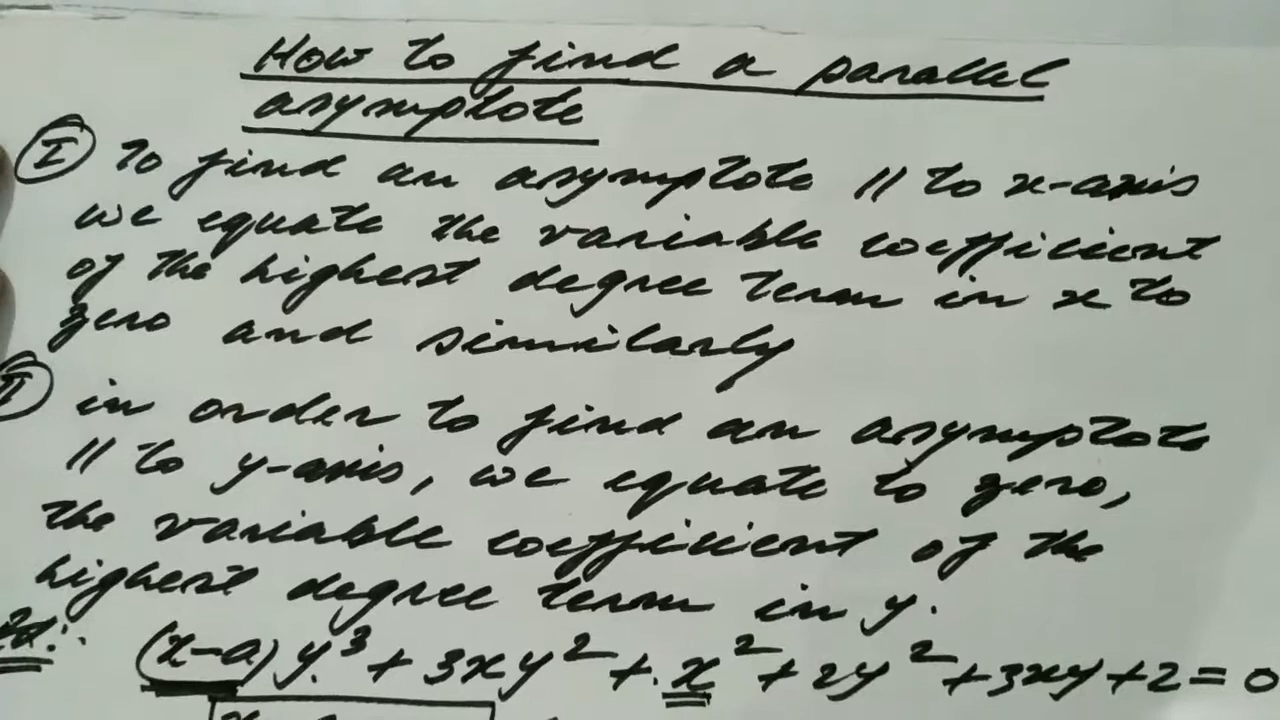 How to find a parallel
asymptote
(I) To find an asymptote || to x-axis
we equate the variable coefficient
of the highest degree term in x to
zero and similarly
(II) in order to find an asymptote
|| to y-axis, we equate to zero,
the variable coefficient of the
highest degree term in y.
(x-a) y³ + 3xy² + x² + 2y² + 3xy + 2 = 0